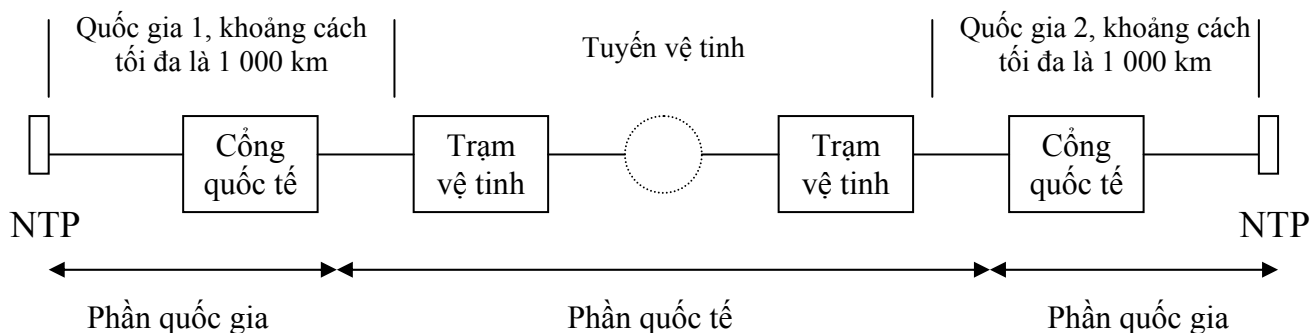 Quốc gia 1, khoảng cách
tối đa là 1 000 km
Tuyến vệ tinh
Quốc gia 2, khoảng cách
tối đa là 1 000 km
Cổng
quốc tế
Trạm
vệ tinh
Trạm
vệ tinh
Cổng
quốc tế
NTP
NTP
Phần quốc gia
Phần quốc tế
Phần quốc gia